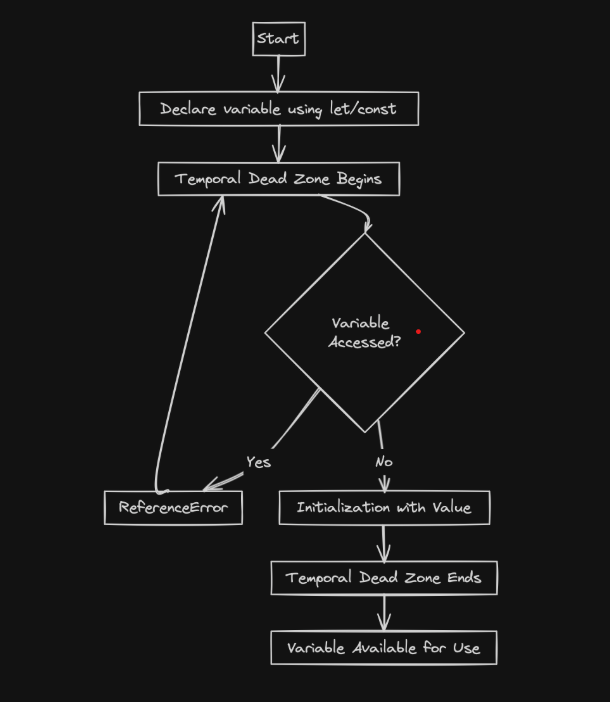 Start
Declare variable using let/const
Temporal Dead Zone Begins
Variable
Accessed?
Yes
No
ReferenceError
Initialization with Value
Temporal Dead Zone Ends
Variable Available for Use